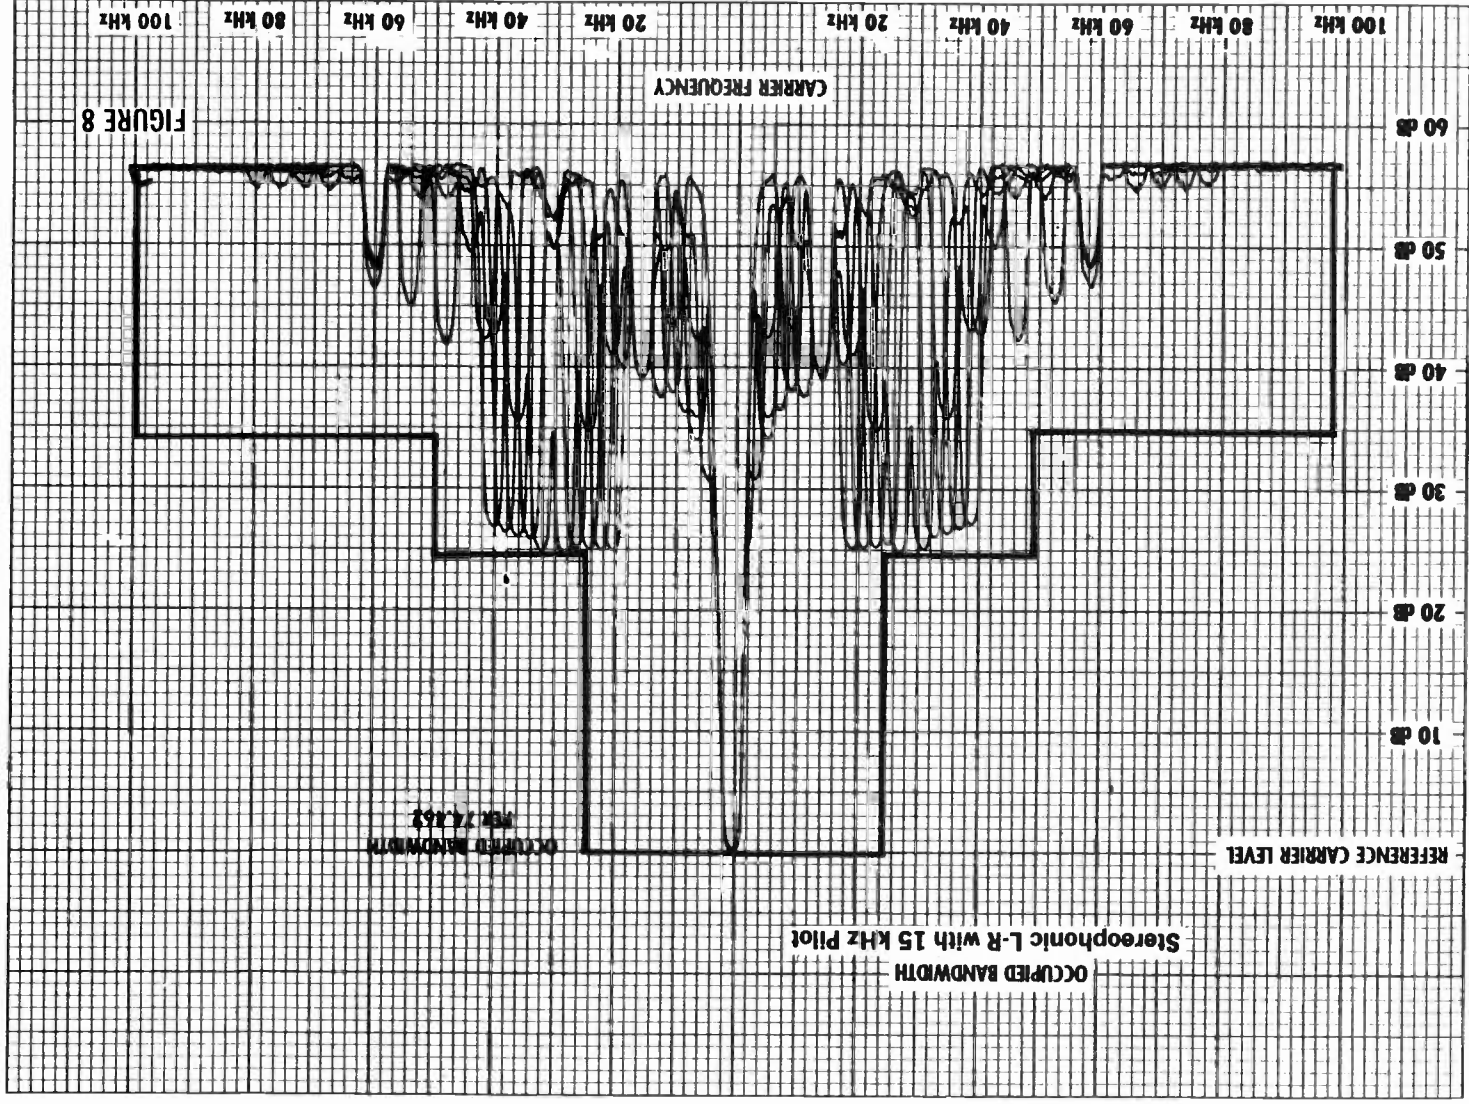 OCCUPIED BANDWIDTH
Stereophonic L-R with 15 kHz Pilot
REFERENCE CARRIER LEVEL
OCCUPIED BANDWIDTH
PER 74.462
10 dB
20 dB
30 dB
40 dB
50 dB
60 dB
FIGURE 8
CARRIER FREQUENCY
100 kHz 80 kHz 60 kHz 40 kHz 20 kHz 20 kHz 40 kHz 60 kHz 80 kHz 100 kHz